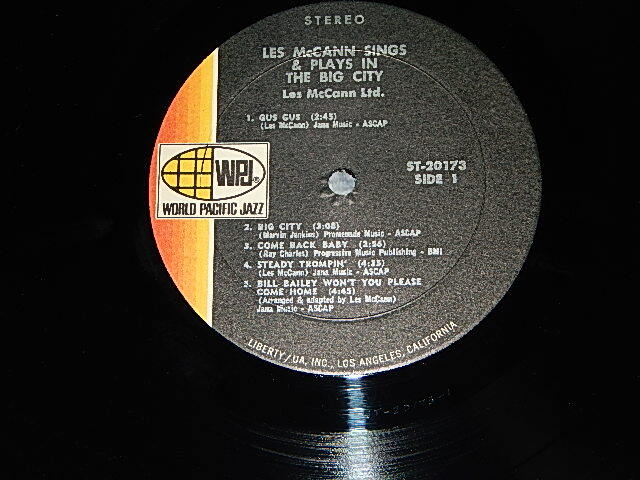 STEREO
LES McCANN SINGS
& PLAYS IN
THE BIG CITY
Les McCann Ltd.
1. GUS GUS (2:45)
(Les McCann) Jana Music - ASCAP
WPJ®
WORLD PACIFIC JAZZ
ST-20173
SIDE 1
2. BIG CITY (3:08)
(Marvin Jenkins) Promenade Music - ASCAP
3. COME BACK BABY (2:56)
(Ray Charles) Progressive Music Publishing - BMI
4. STEADY TROMPIN' (4:35)
(Les McCann) Jana Music - ASCAP
5. BILL BAILEY WON'T YOU PLEASE
COME HOME (4:45)
(Arranged & adapted by Les McCann)
Jana Music - ASCAP
LIBERTY/UA, INC., LOS ANGELES, CALIFORNIA